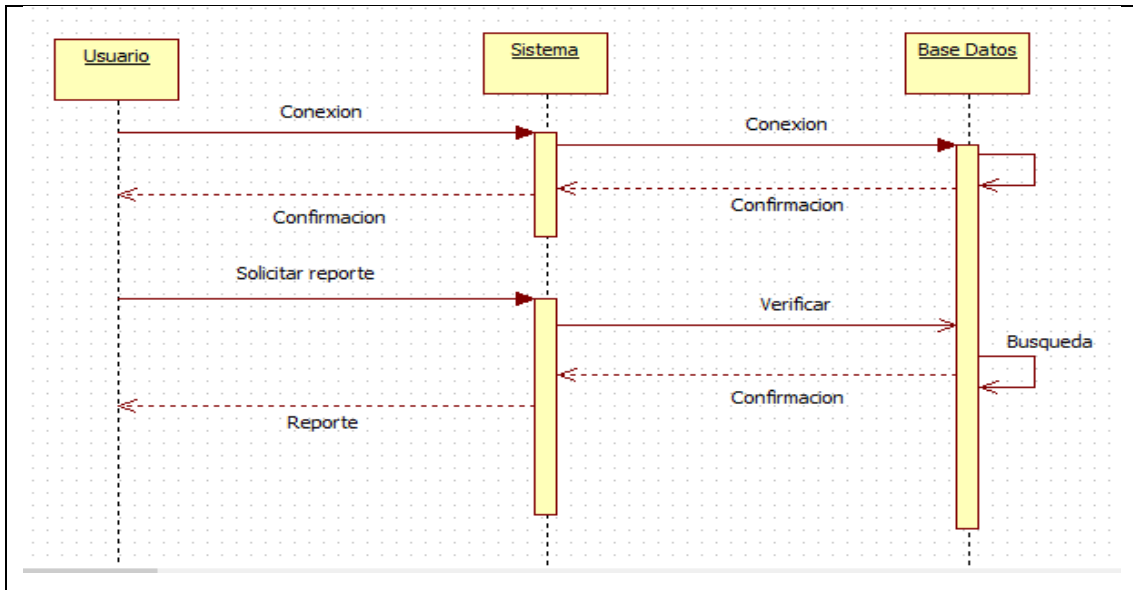 Usuario
Sistema
Base Datos
Conexion
Conexion
Confirmacion
Confirmacion
Solicitar reporte
Verificar
Busqueda
Confirmacion
Reporte